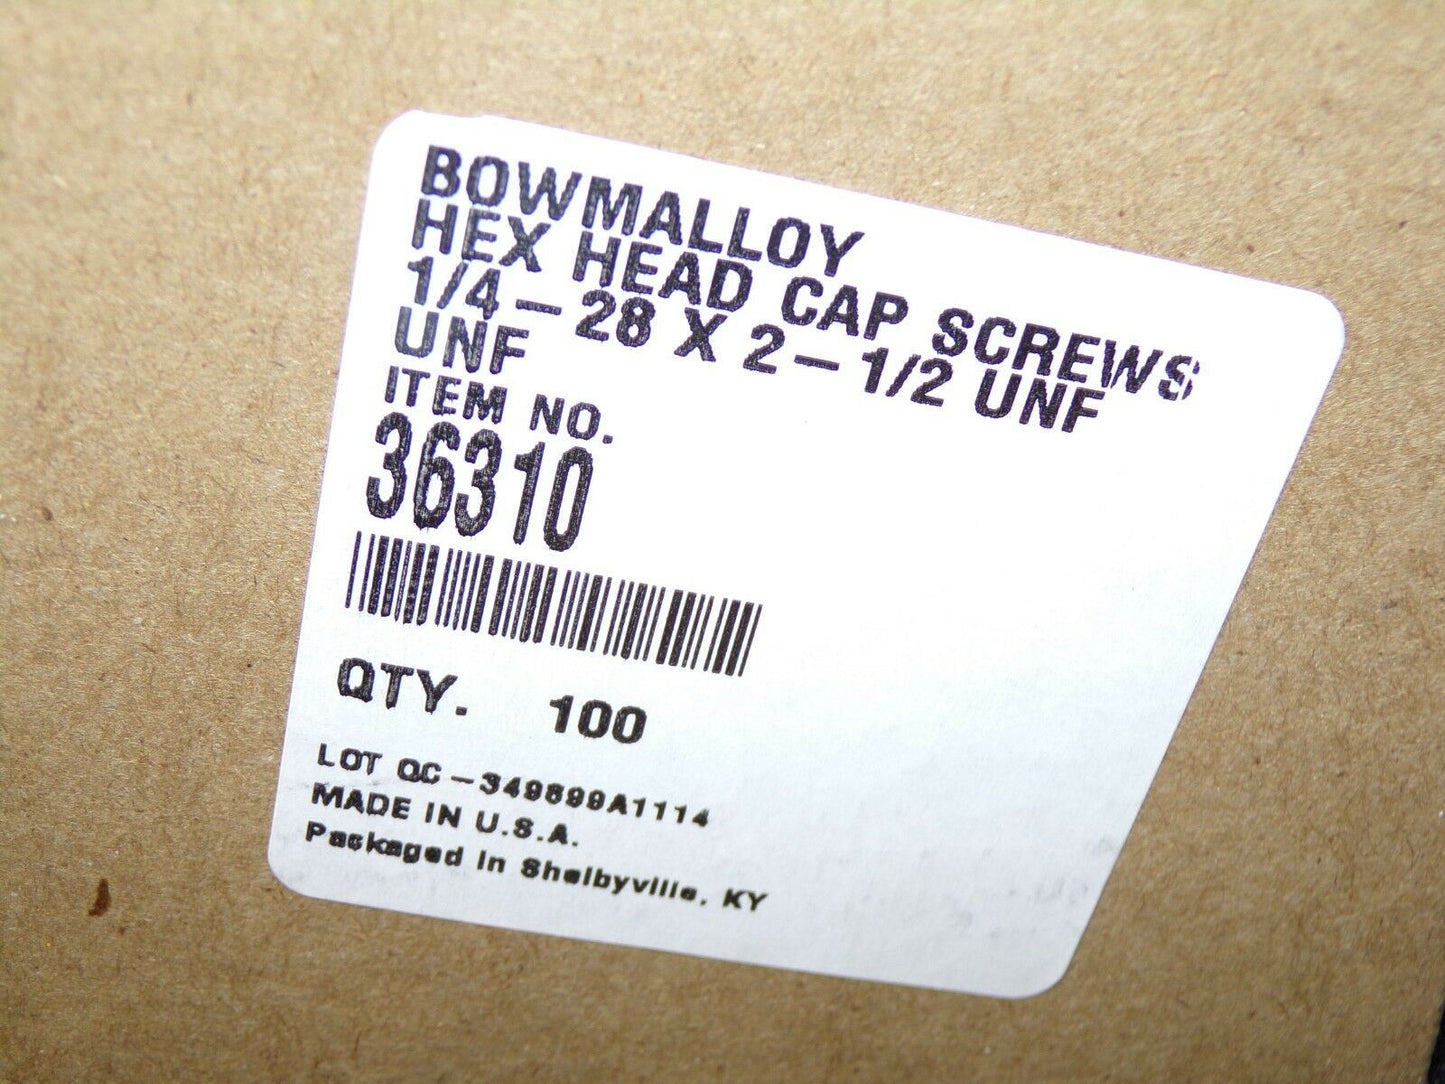 BOWMALLOY
HEX HEAD CAP SCREWS
1/4-28 X 2-1/2 UNF
UNF
ITEM NO.
36310
QTY. 100
LOT QC-349899A1114
MADE IN U.S.A.
Packaged in Shelbyville, KY